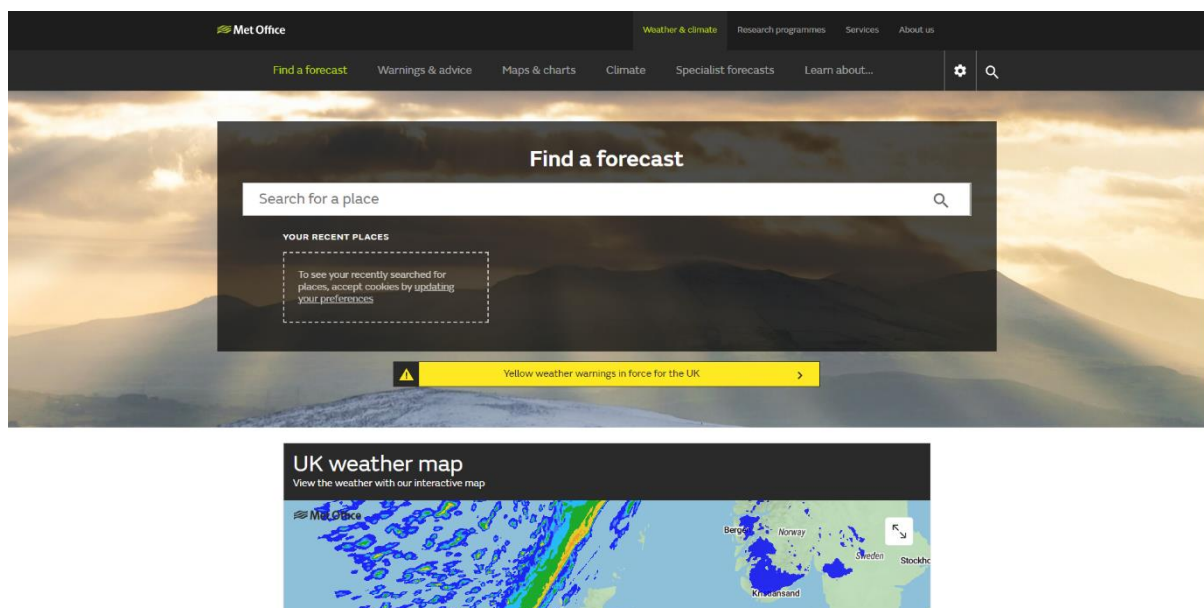 Met Office
Weather & climate Research programmes Services About us
Find a forecast Warnings & advice Maps & charts Climate Specialist forecasts Learn about...
Find a forecast
Search for a place
YOUR RECENT PLACES
To see your recently searched for
places, accept cookies by updating
your preferences
Yellow weather warnings in force for the UK
UK weather map
View the weather with our interactive map
Met Office
Norway
Sweden